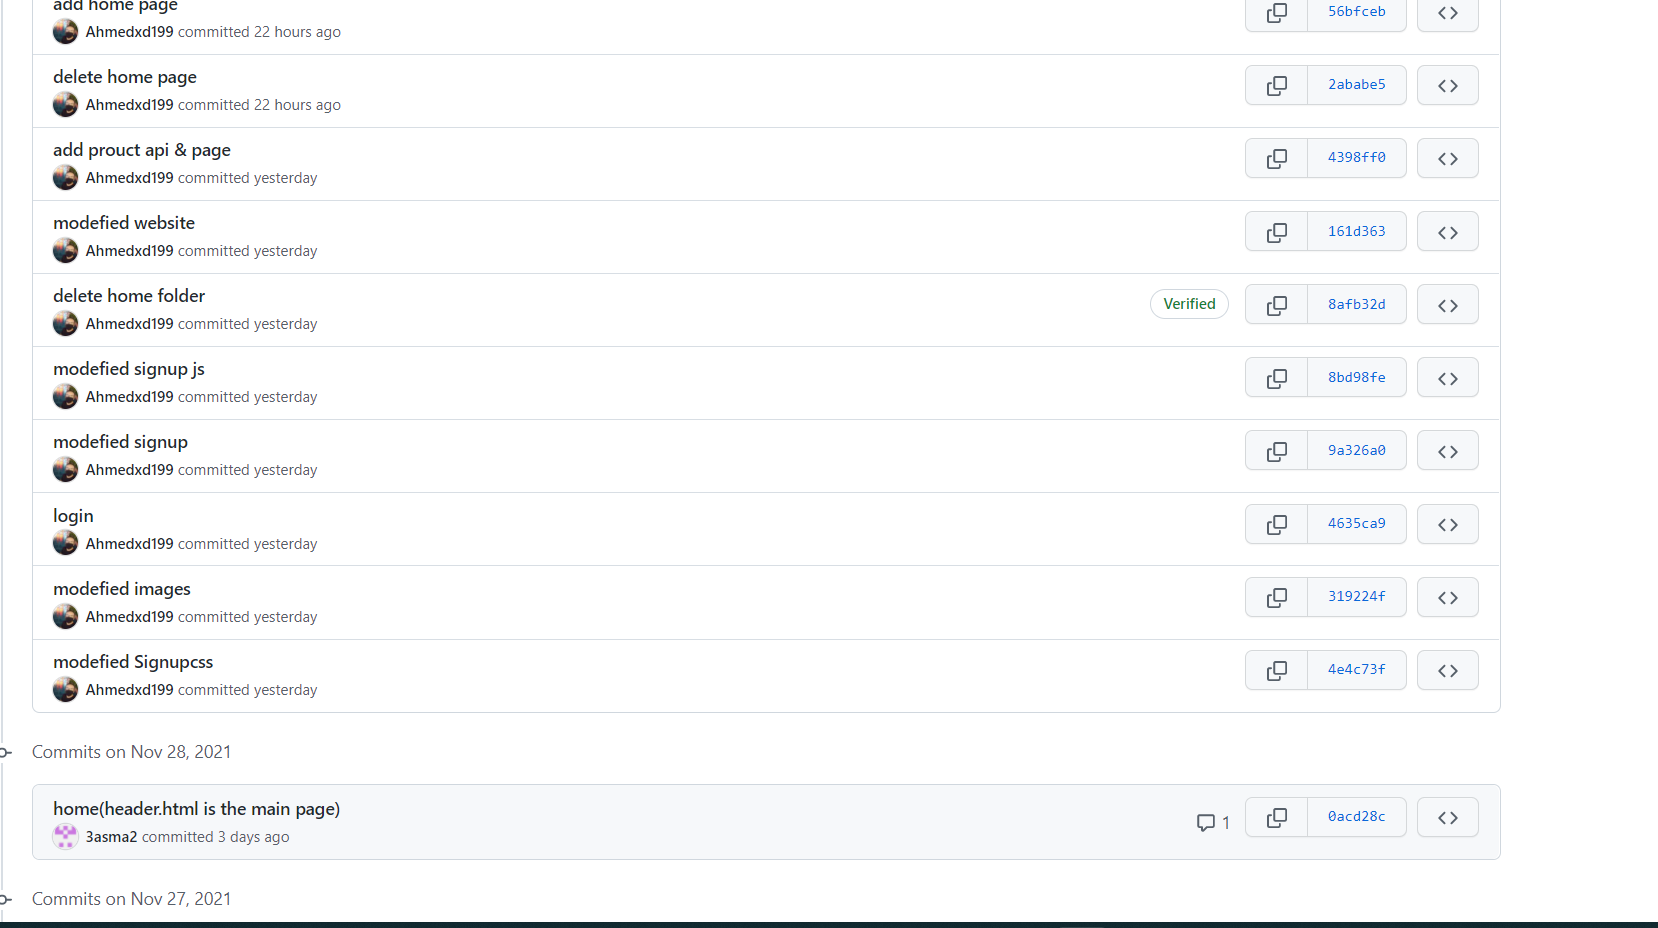 add home page
Ahmedxd199 committed 22 hours ago
56bfceb
delete home page
Ahmedxd199 committed 22 hours ago
2ababe5
add prouct api & page
Ahmedxd199 committed yesterday
4398ff0
modefied website
Ahmedxd199 committed yesterday
161d363
delete home folder
Ahmedxd199 committed yesterday
Verified
8afb32d
modefied signup js
Ahmedxd199 committed yesterday
8bd98fe
modefied signup
Ahmedxd199 committed yesterday
9a326a0
login
Ahmedxd199 committed yesterday
4635ca9
modefied images
Ahmedxd199 committed yesterday
319224f
modefied Signupcss
Ahmedxd199 committed yesterday
4e4c73f
Commits on Nov 28, 2021
home(header.html is the main page)
3asma2 committed 3 days ago
1
0acd28c
Commits on Nov 27, 2021